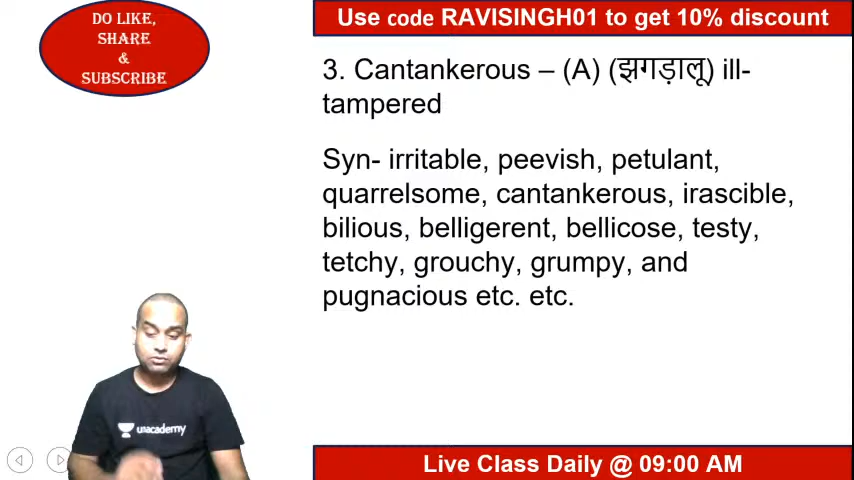 DO LIKE,
SHARE
&
SUBSCRIBE
Use code RAVISINGH01 to get 10% discount
3. Cantankerous – (A) (झगड़ालू) ill-
tampered
Syn- irritable, peevish, petulant,
quarrelsome, cantankerous, irascible,
bilious, belligerent, bellicose, testy,
tetchy, grouchy, grumpy, and
pugnacious etc. etc.
unacademy
Live Class Daily @ 09:00 AM